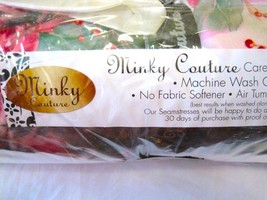 Minky Couture Care
• Machine Wash C
Minky
Couture
• No Fabric Softener • Air Tum
(best results when washed alon
Our Seamstresses will be happy to do a
30 days of purchase with proof o